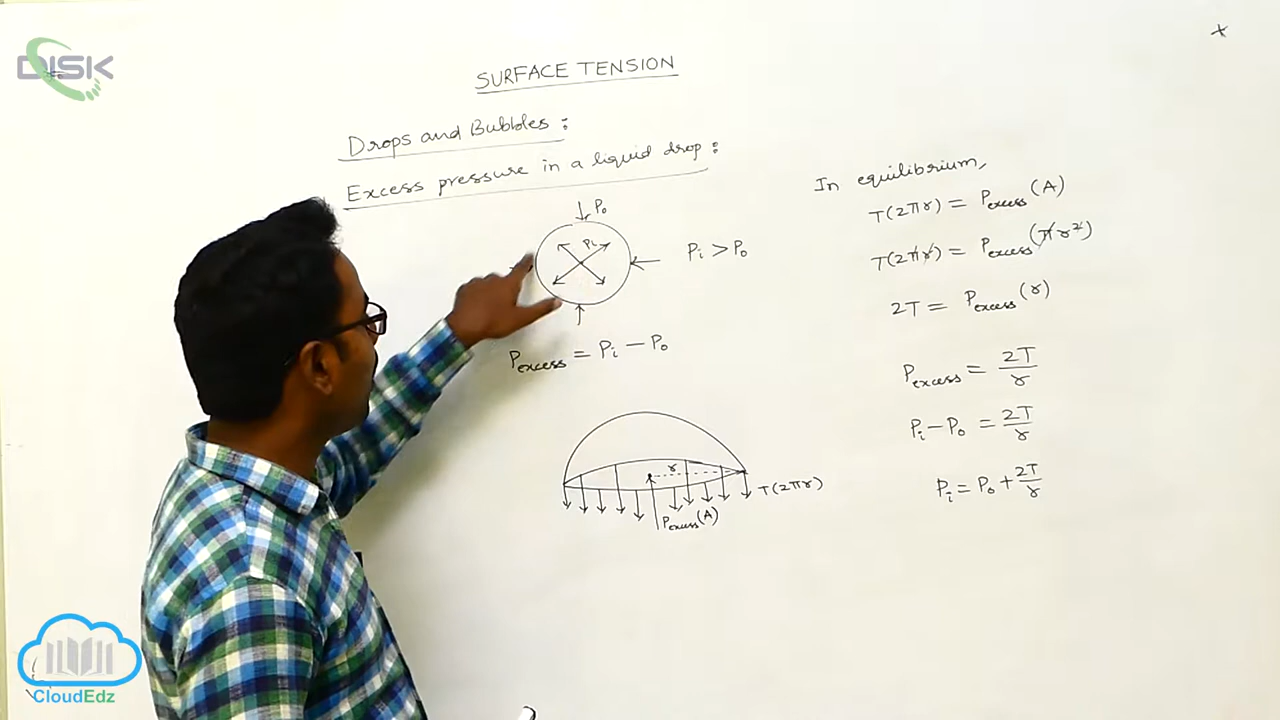 DISK
SURFACE TENSION
Drops and Bubbles :
Excess pressure in a liquid drop :
P₀
Pᵢ
Pᵢ > P₀
P_excess = Pᵢ − P₀
r
T(2πr)
P_excess(A)
In equilibrium,
T(2πr) = P_excess(A)
T(2πr) = P_excess(πr²)
2T = P_excess(r)
P_excess = 2T/r
Pᵢ − P₀ = 2T/r
Pᵢ = P₀ + 2T/r
CloudEdz